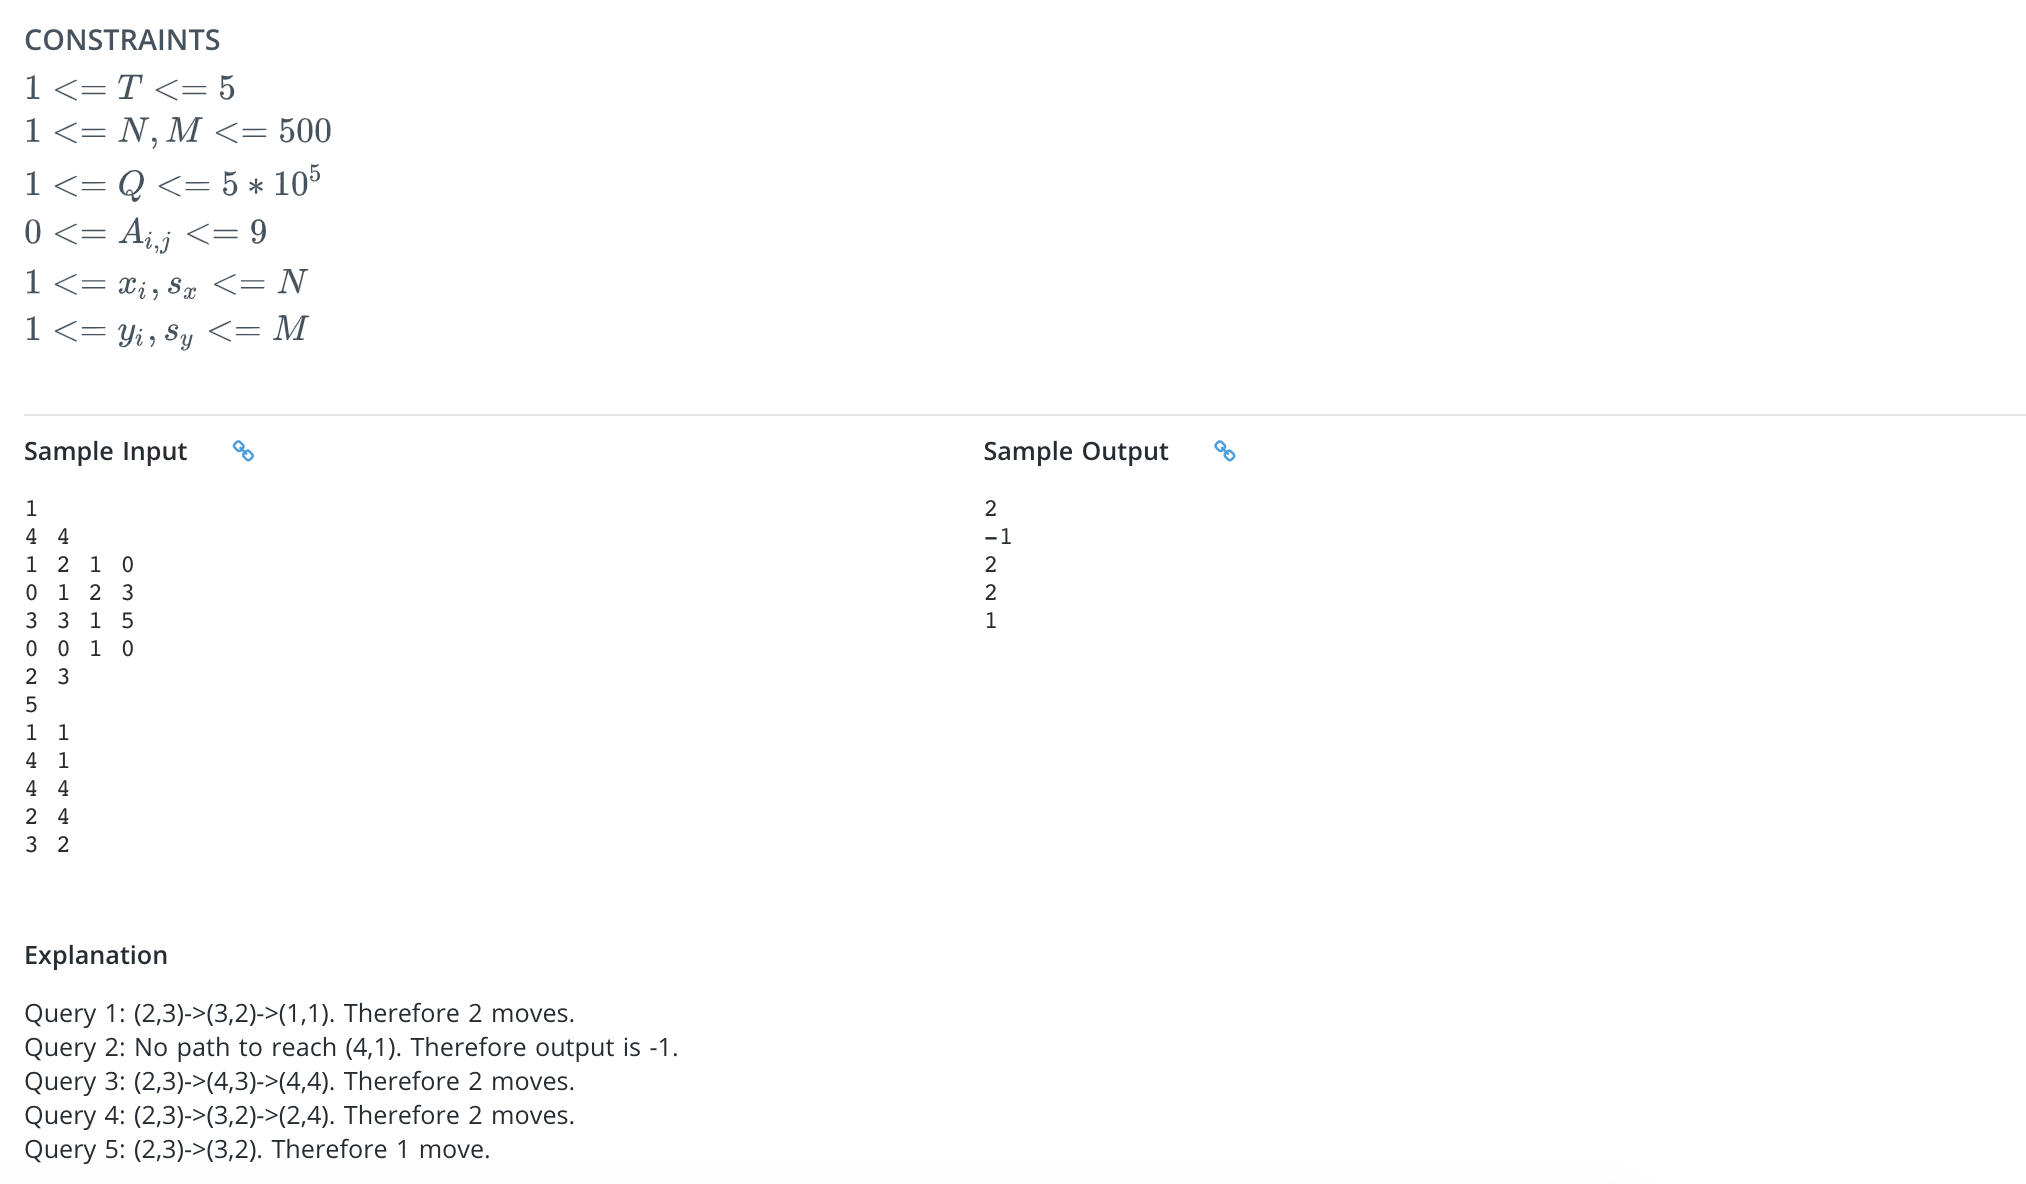 CONSTRAINTS
1 <= T <= 5
1 <= N, M <= 500
1 <= Q <= 5 * 10^5
0 <= A_{i,j} <= 9
1 <= x_i, s_x <= N
1 <= y_i, s_y <= M
Sample Input
1
4 4
1 2 1 0
0 1 2 3
3 3 1 5
0 0 1 0
2 3
5
1 1
4 1
4 4
2 4
3 2
Sample Output
2
-1
2
2
1
Explanation
Query 1: (2,3)->(3,2)->(1,1). Therefore 2 moves.
Query 2: No path to reach (4,1). Therefore output is -1.
Query 3: (2,3)->(4,3)->(4,4). Therefore 2 moves.
Query 4: (2,3)->(3,2)->(2,4). Therefore 2 moves.
Query 5: (2,3)->(3,2). Therefore 1 move.